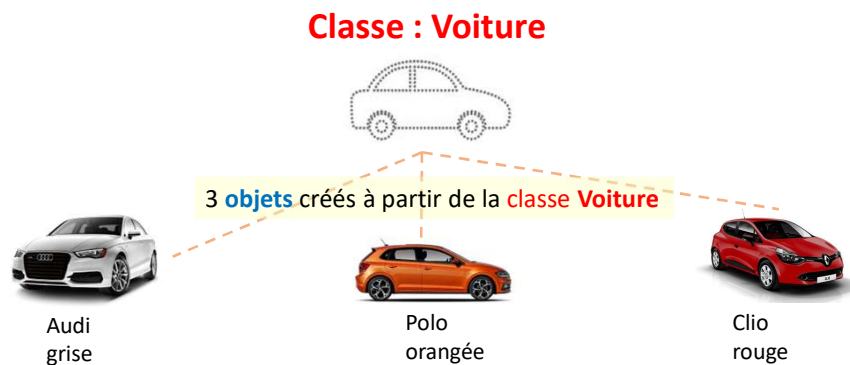 Classe : Voiture
3 objets créés à partir de la classe Voiture
Audi
grise
Polo
orangée
Clio
rouge